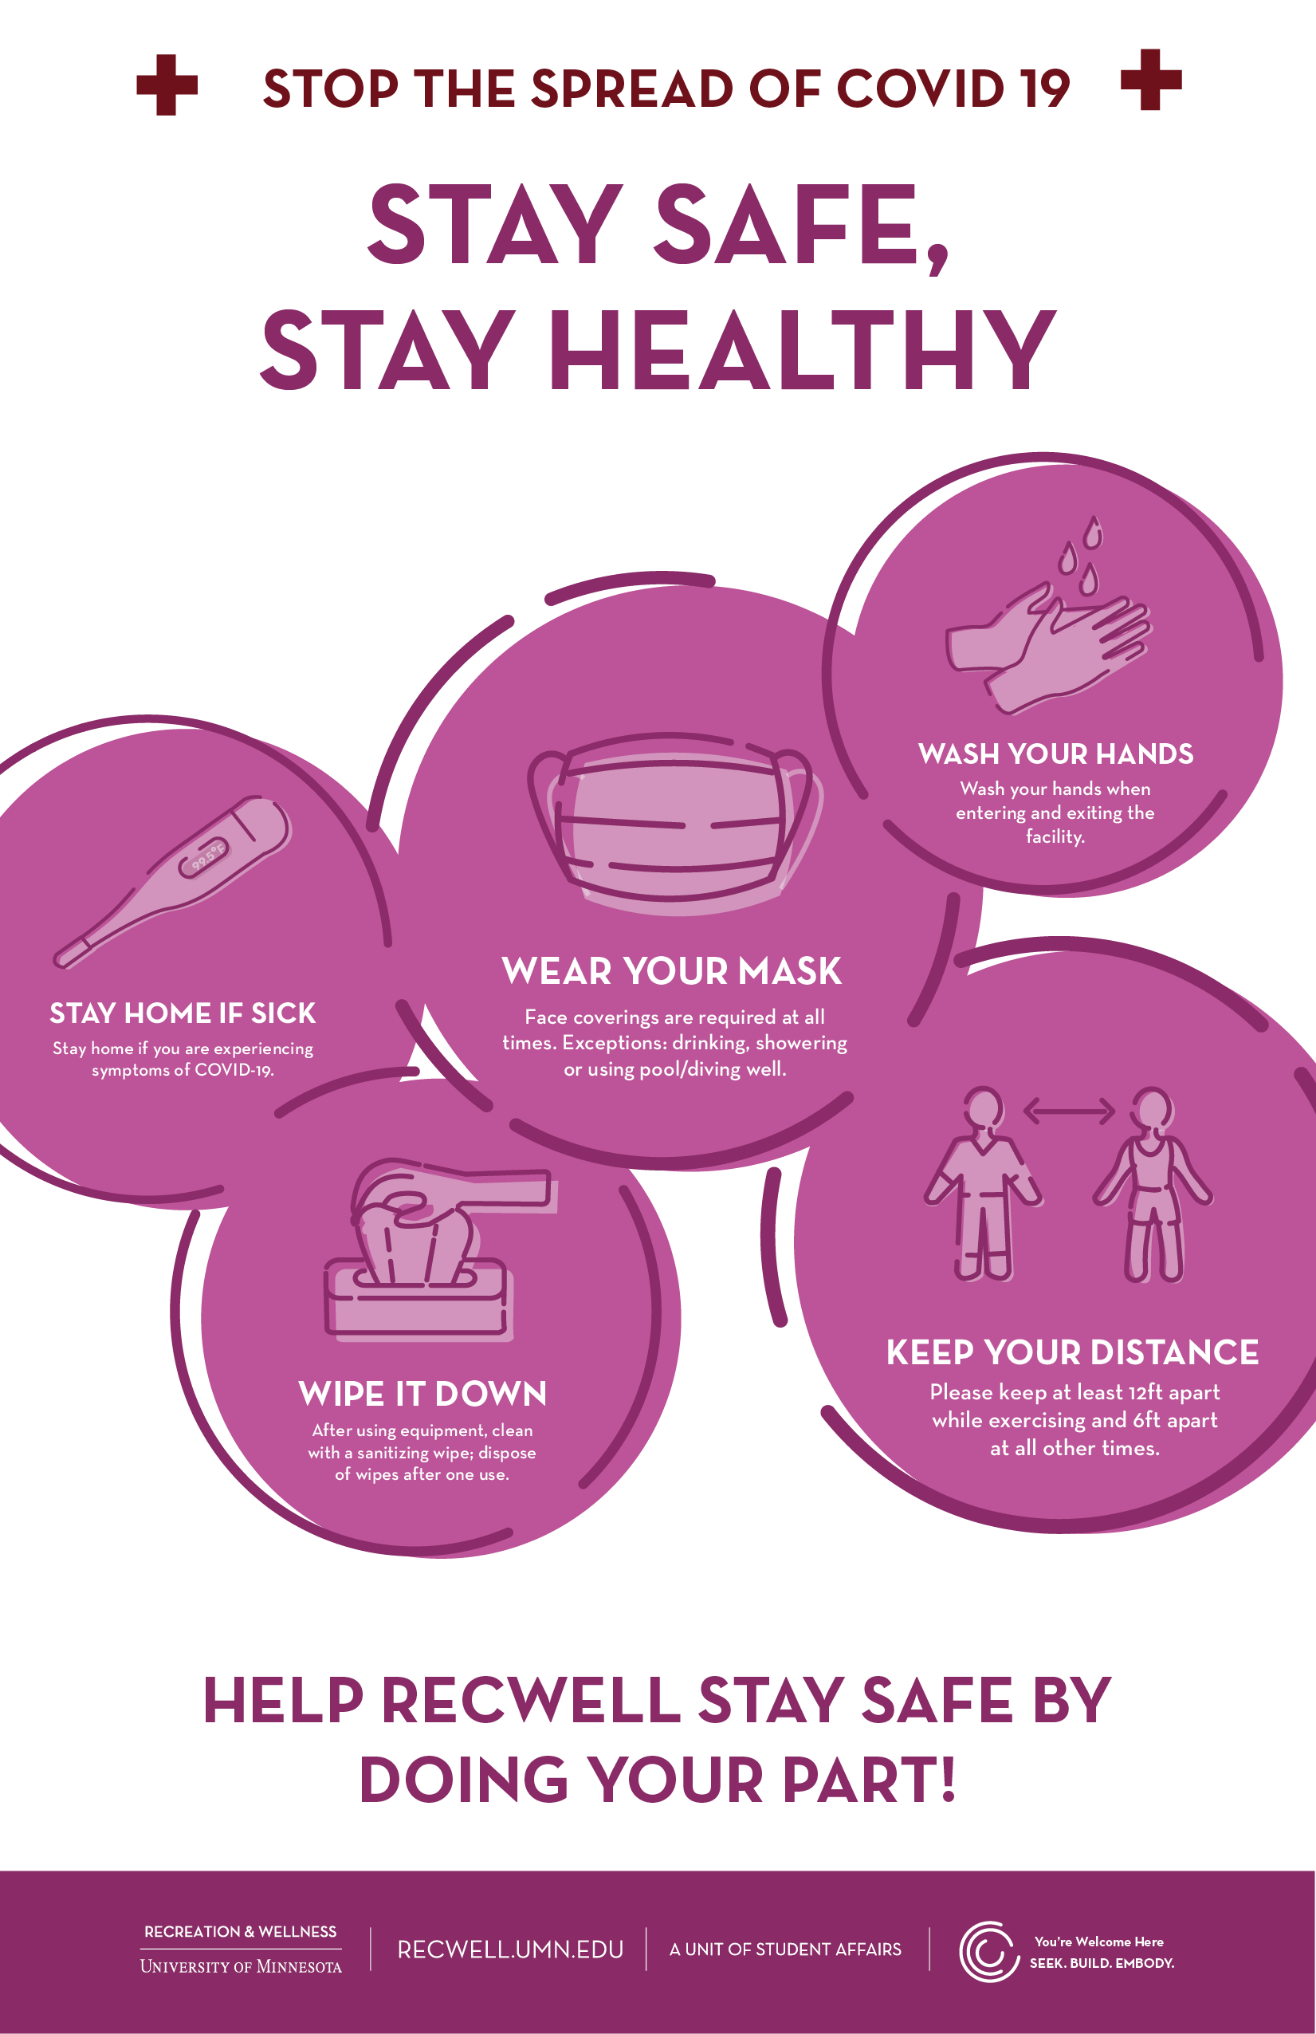 STOP THE SPREAD OF COVID 19
STAY SAFE,
STAY HEALTHY
WASH YOUR HANDS
Wash your hands when
entering and exiting the
facility.
WEAR YOUR MASK
Face coverings are required at all
times. Exceptions: drinking, showering
or using pool/diving well.
99.5°F
STAY HOME IF SICK
Stay home if you are experiencing
symptoms of COVID-19.
KEEP YOUR DISTANCE
Please keep at least 12ft apart
while exercising and 6ft apart
at all other times.
WIPE IT DOWN
After using equipment, clean
with a sanitizing wipe; dispose
of wipes after one use.
HELP RECWELL STAY SAFE BY
DOING YOUR PART!
RECREATION & WELLNESS
UNIVERSITY OF MINNESOTA
RECWELL.UMN.EDU
A UNIT OF STUDENT AFFAIRS
You're Welcome Here
SEEK. BUILD. EMBODY.